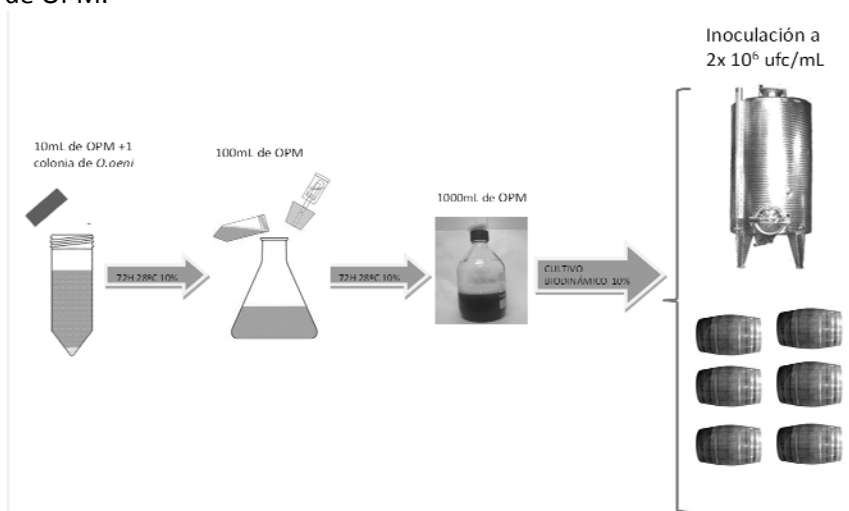 de OPM.
Inoculación a
2x 10⁶ ufc/mL
10mL de OPM +1
colonia de O.oeni
100mL de OPM
1000mL de OPM
72H 28ºC 10%
72H 28ºC 10%
CULTIVO
BIODINÁMICO 10%